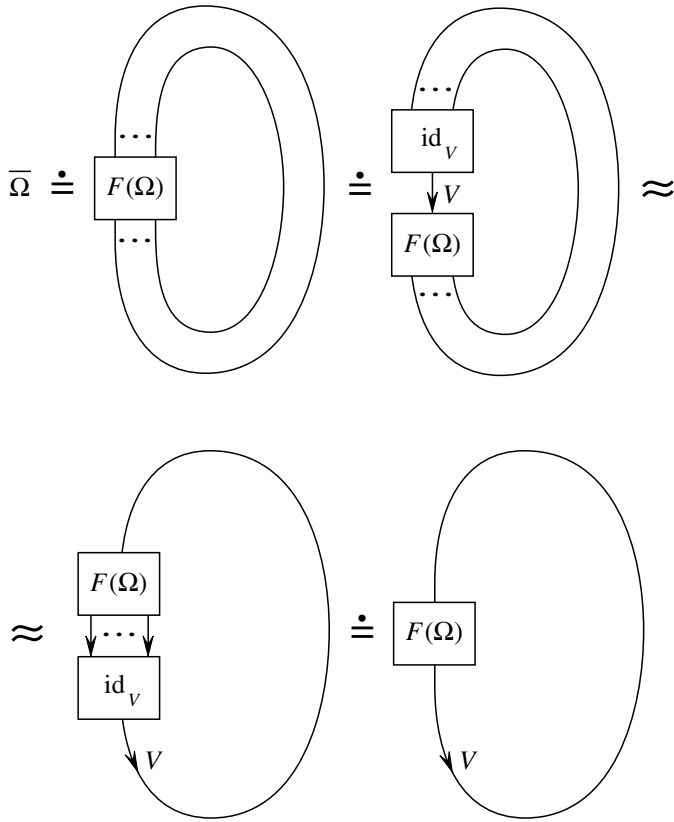 ... ...
Ω̅ ≐ F(Ω) ≐ id_V ≈
V
... F(Ω)
...
≈ F(Ω) ≐ F(Ω)
...
id_V
V V